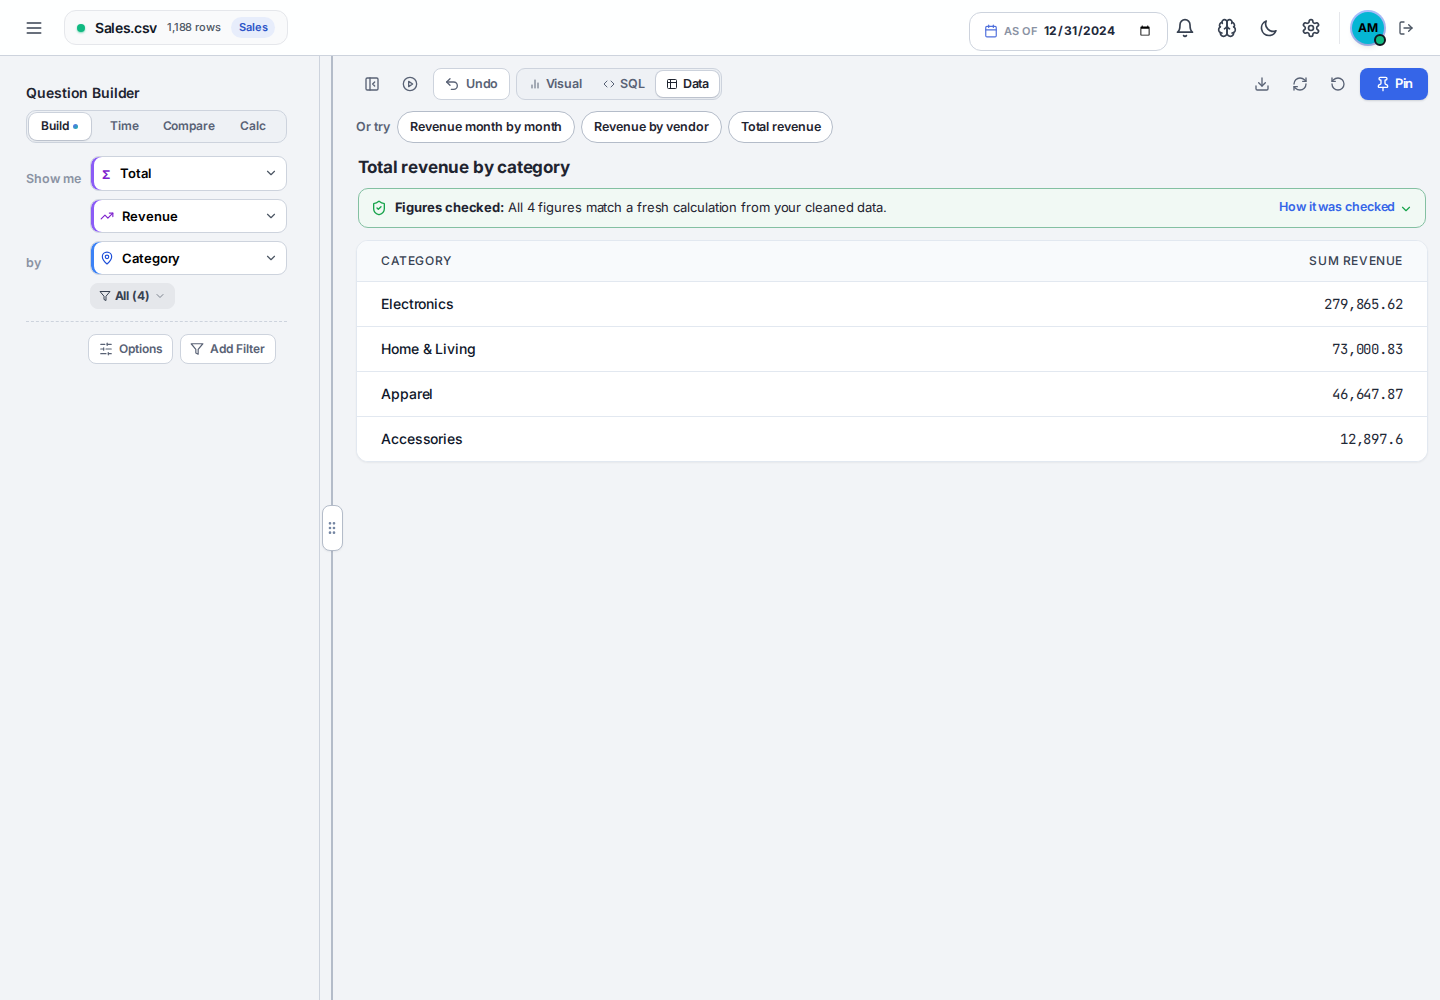 Sales.csv 1,188 rows Sales
AS OF 12/31/2024
AM
Question Builder
Build Time Compare Calc
Show me
Total
Revenue
by
Category
All (4)
Options Add Filter
Undo Visual SQL Data
Pin
Or try Revenue month by month Revenue by vendor Total revenue
Total revenue by category
Figures checked: All 4 figures match a fresh calculation from your cleaned data. How it was checked
CATEGORY SUM REVENUE
Electronics 279,865.62
Home & Living 73,000.83
Apparel 46,647.87
Accessories 12,897.6